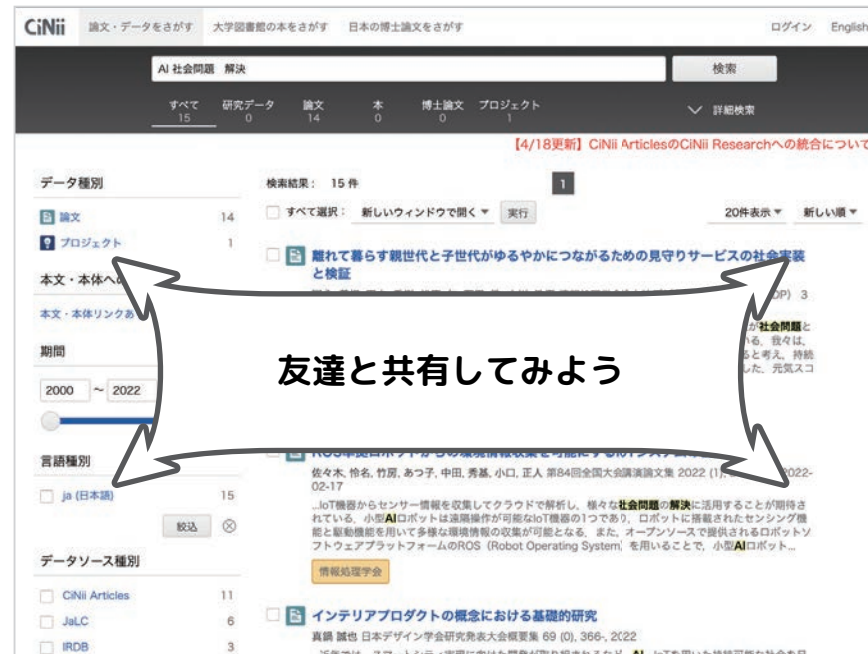 CiNii 論文・データをさがす 大学図書館の本をさがす 日本の博士論文をさがす ログイン English
AI 社会問題 解決 検索
すべて 研究データ 論文 本 博士論文 プロジェクト
15 0 14 0 0 1
詳細検索
【4/18更新】CiNii ArticlesのCiNii Researchへの統合について
データ種別
論文 14
プロジェクト 1
本文・本体への
本文・本体リンクあ
期間
2000 ~ 2022
言語種別
ja (日本語) 15
絞込
データソース種別
CiNii Articles 11
JaLC 6
IRDB 3
検索結果: 15 件 1
すべて選択: 新しいウィンドウで開く 実行 20件表示 新しい順
離れて暮らす親世代と子世代がゆるやかにつながるための見守りサービスの社会実装
と検証
DP) 3
が社会問題と
いる. 我々は,
ると考え, 持続
した, 元気スコ
友達と共有してみよう
佐々木, 怜名, 竹房, あつ子, 中田, 秀基, 小口, 正人 第84回全国大会講演論文集 2022 (1), 2022-
02-17
...IoT機器からセンサー情報を収集してクラウドで解析し,様々な社会問題の解決に活用することが期待さ
れている. 小型AIロボットは遠隔操作が可能なIoT機器の1つであり, ロボットに搭載されたセンシング機
能と駆動機能を用いて多様な環境情報の収集が可能となる. また, オープンソースで提供されるロボットソ
フトウェアプラットフォームのROS(Robot Operating System)を用いることで, 小型AIロボット...
情報処理学会
インテリアプロダクトの概念における基礎的研究
真鍋 誠也 日本デザイン学会研究発表大会概要集 69 (0), 366-, 2022